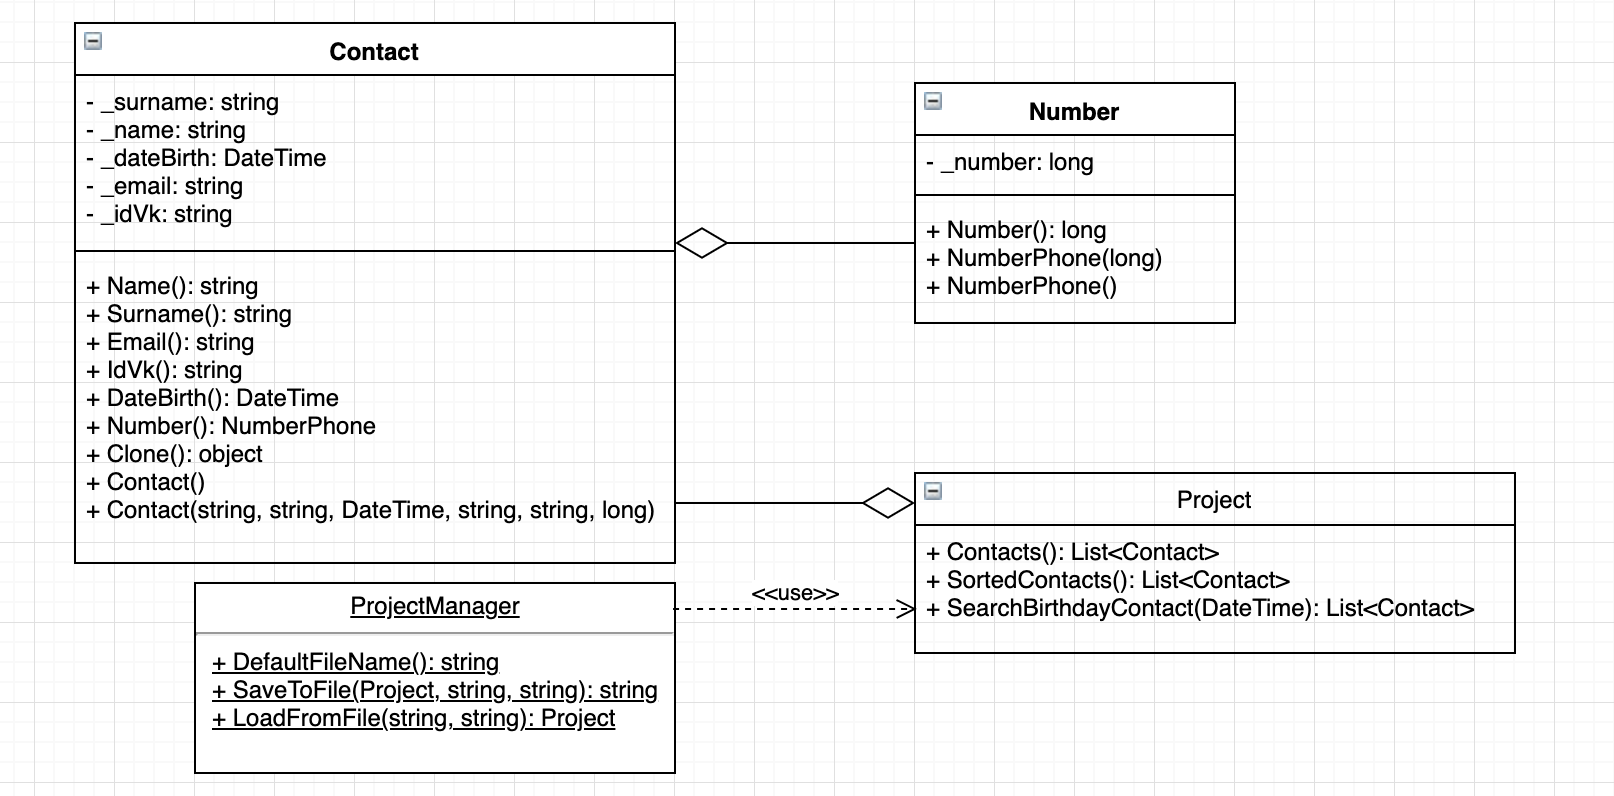 Contact
- _surname: string
- _name: string
- _dateBirth: DateTime
- _email: string
- _idVk: string
+ Name(): string
+ Surname(): string
+ Email(): string
+ IdVk(): string
+ DateBirth(): DateTime
+ Number(): NumberPhone
+ Clone(): object
+ Contact()
+ Contact(string, string, DateTime, string, string, long)
Number
- _number: long
+ Number(): long
+ NumberPhone(long)
+ NumberPhone()
Project
+ Contacts(): List<Contact>
+ SortedContacts(): List<Contact>
+ SearchBirthdayContact(DateTime): List<Contact>
<<use>>
ProjectManager
+ DefaultFileName(): string
+ SaveToFile(Project, string, string): string
+ LoadFromFile(string, string): Project